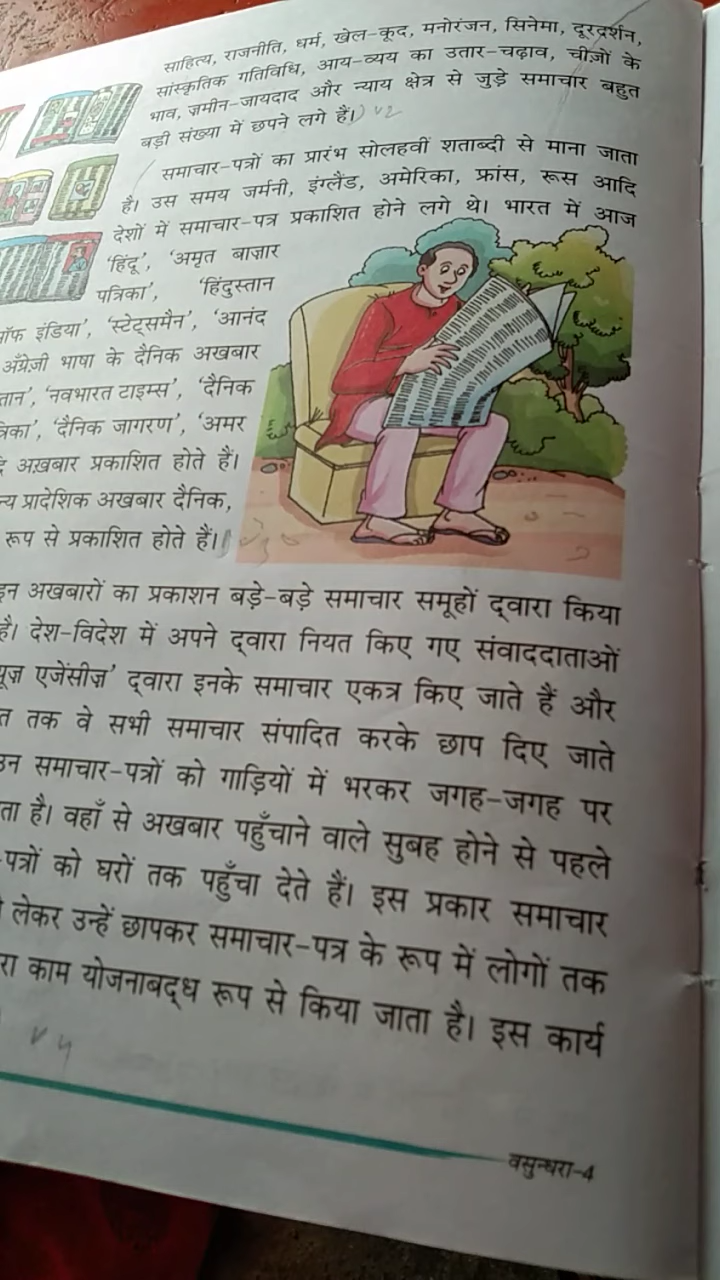 साहित्य, राजनीति, धर्म, खेल-कूद, मनोरंजन, सिनेमा, दूरदर्शन,
सांस्कृतिक गतिविधि, आय-व्यय का उतार-चढ़ाव, चीज़ों के
भाव, ज़मीन-जायदाद और न्याय क्षेत्र से जुड़े समाचार बहुत
बड़ी संख्या में छपने लगे हैं।
समाचार-पत्रों का प्रारंभ सोलहवीं शताब्दी से माना जाता
है। उस समय जर्मनी, इंग्लैंड, अमेरिका, फ्रांस, रूस आदि
देशों में समाचार-पत्र प्रकाशित होने लगे थे। भारत में आज
'हिंदू', 'अमृत बाज़ार
पत्रिका', 'हिंदुस्तान
ऑफ इंडिया', 'स्टेट्समैन', 'आनंद
अँग्रेज़ी भाषा के दैनिक अखबार
तान', 'नवभारत टाइम्स', 'दैनिक
त्रिका', 'दैनिक जागरण', 'अमर
अख़बार प्रकाशित होते हैं।
न्य प्रादेशिक अखबार दैनिक,
रूप से प्रकाशित होते हैं।
इन अखबारों का प्रकाशन बड़े-बड़े समाचार समूहों द्वारा किया
है। देश-विदेश में अपने द्वारा नियत किए गए संवाददाताओं
यूज़ एजेंसीज़' द्वारा इनके समाचार एकत्र किए जाते हैं और
त तक वे सभी समाचार संपादित करके छाप दिए जाते
उन समाचार-पत्रों को गाड़ियों में भरकर जगह-जगह पर
ता है। वहाँ से अखबार पहुँचाने वाले सुबह होने से पहले
-पत्रों को घरों तक पहुँचा देते हैं। इस प्रकार समाचार
लेकर उन्हें छापकर समाचार-पत्र के रूप में लोगों तक
रा काम योजनाबद्ध रूप से किया जाता है। इस कार्य
वसुन्धरा-4